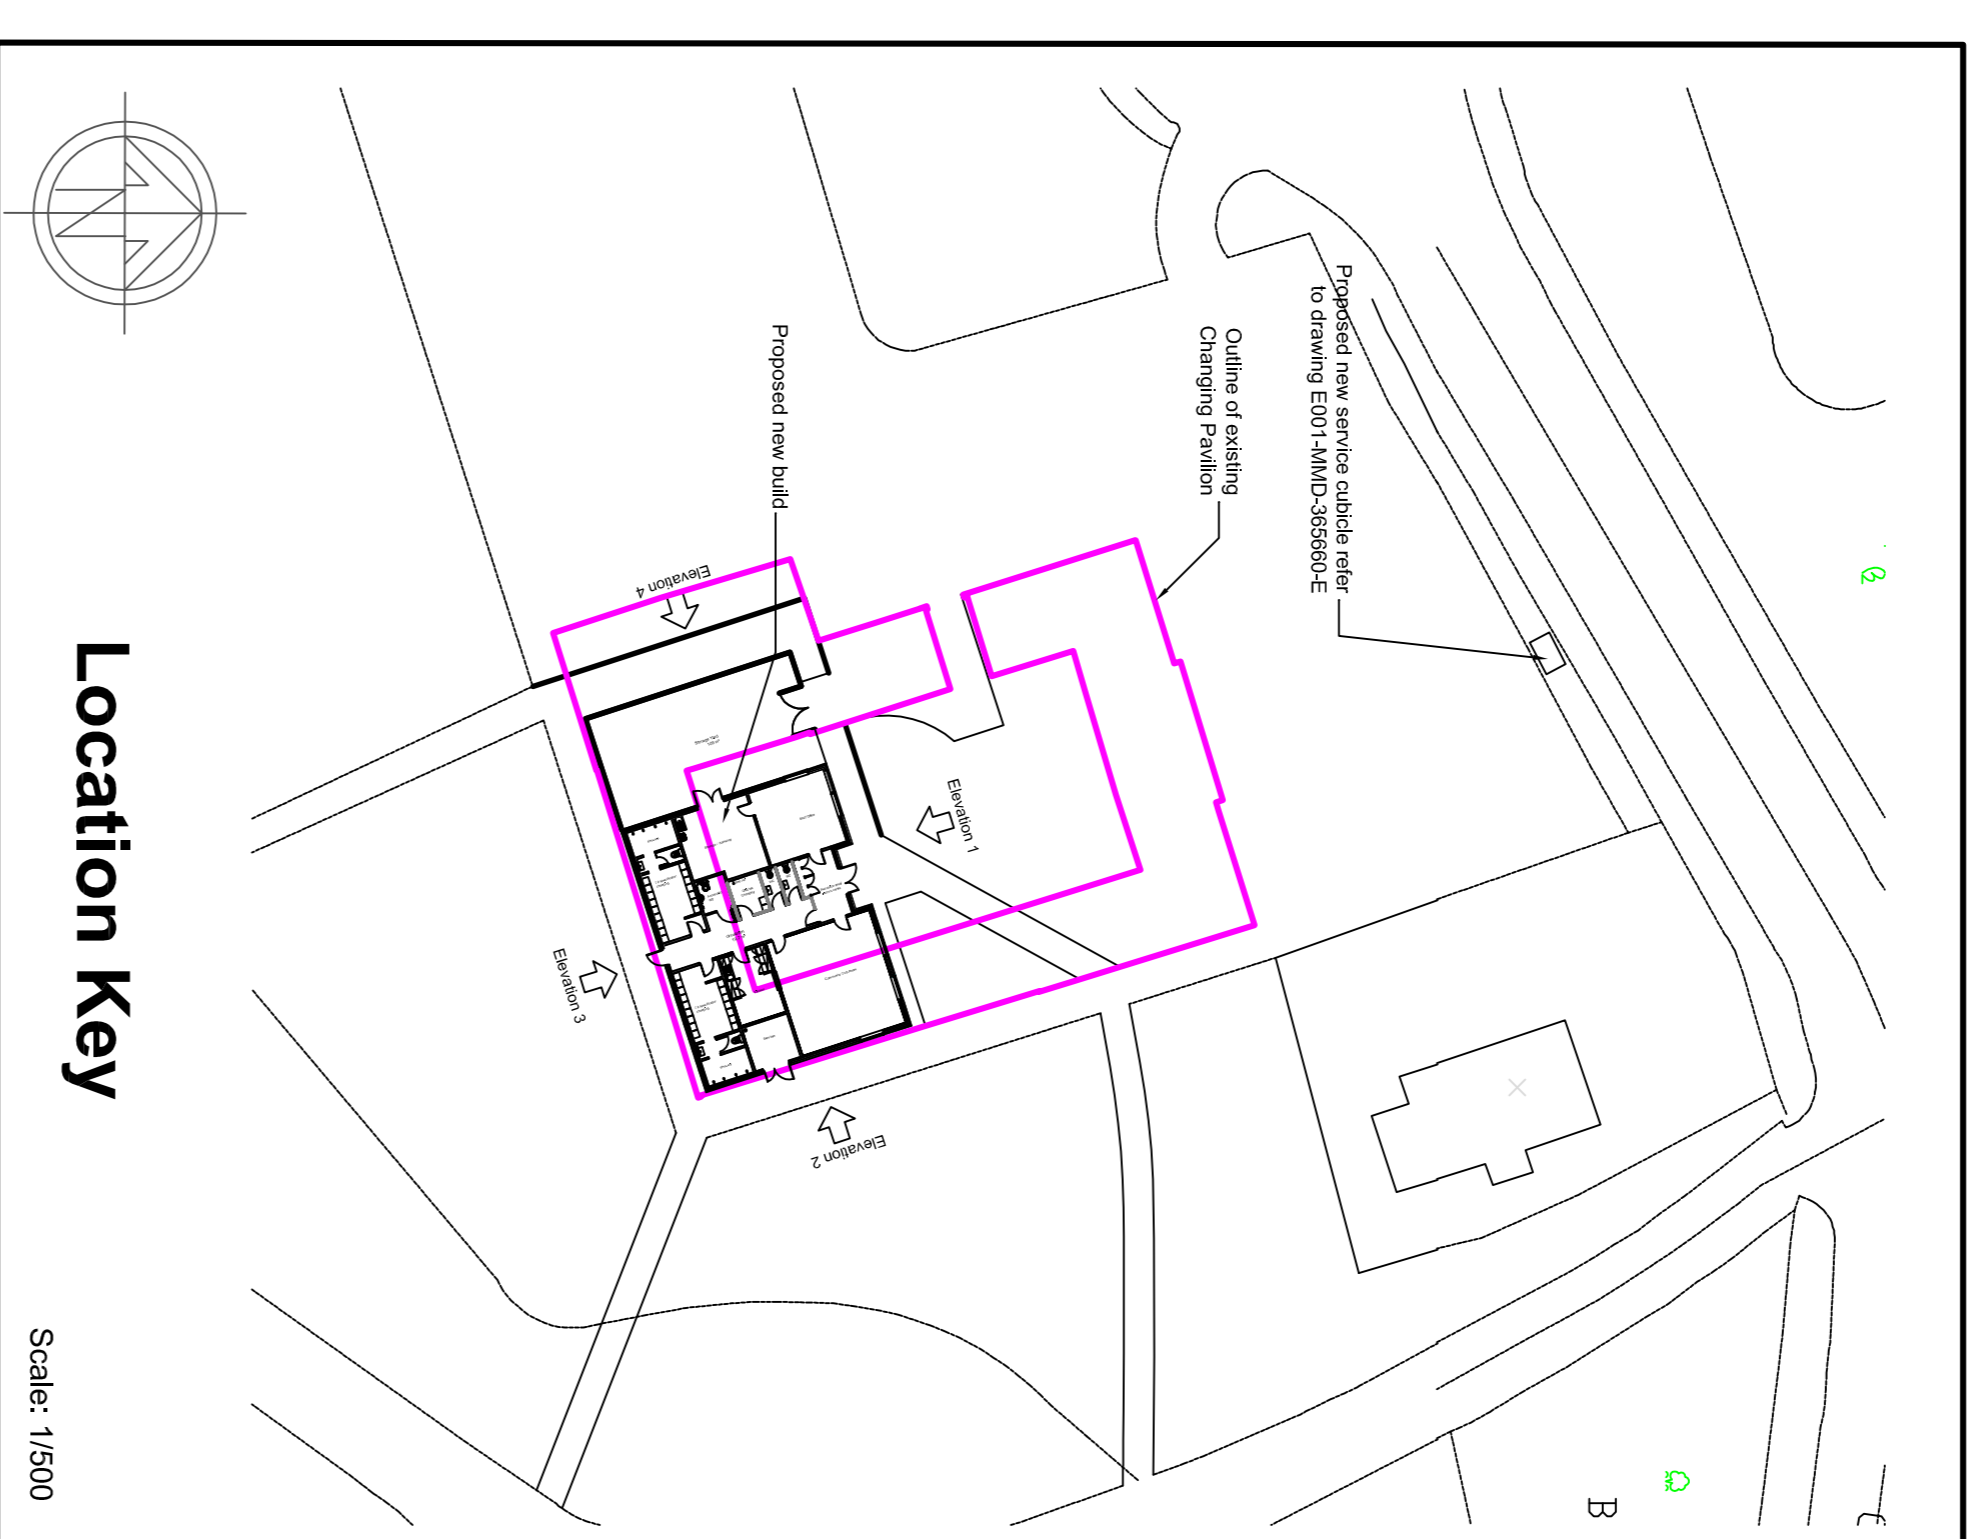 Proposed new service cubicle refer
to drawing E001-MMD-365660-E
Outline of existing
Changing Pavilion
Proposed new build
Elevation 4
Elevation 1
Elevation 3
Elevation 2
N
B
Location Key
Scale: 1/500